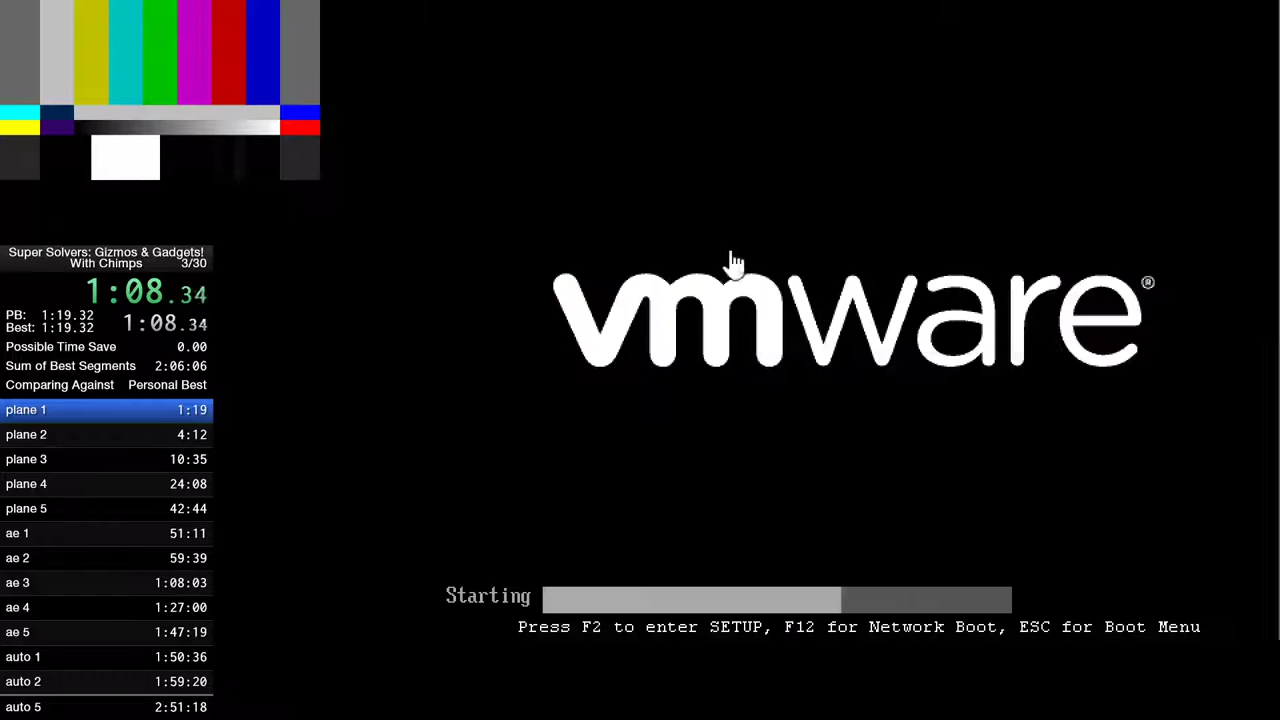 Super Solvers: Gizmos & Gadgets!
With Chimps 3/30
1:08.34
PB: 1:19.32
Best: 1:19.32 1:08.34
Possible Time Save 0.00
Sum of Best Segments 2:06:06
Comparing Against Personal Best
plane 1 1:19
plane 2 4:12
plane 3 10:35
plane 4 24:08
plane 5 42:44
ae 1 51:11
ae 2 59:39
ae 3 1:08:03
ae 4 1:27:00
ae 5 1:47:19
auto 1 1:50:36
auto 2 1:59:20
auto 5 2:51:18
vmware®
Starting
Press F2 to enter SETUP, F12 for Network Boot, ESC for Boot Menu